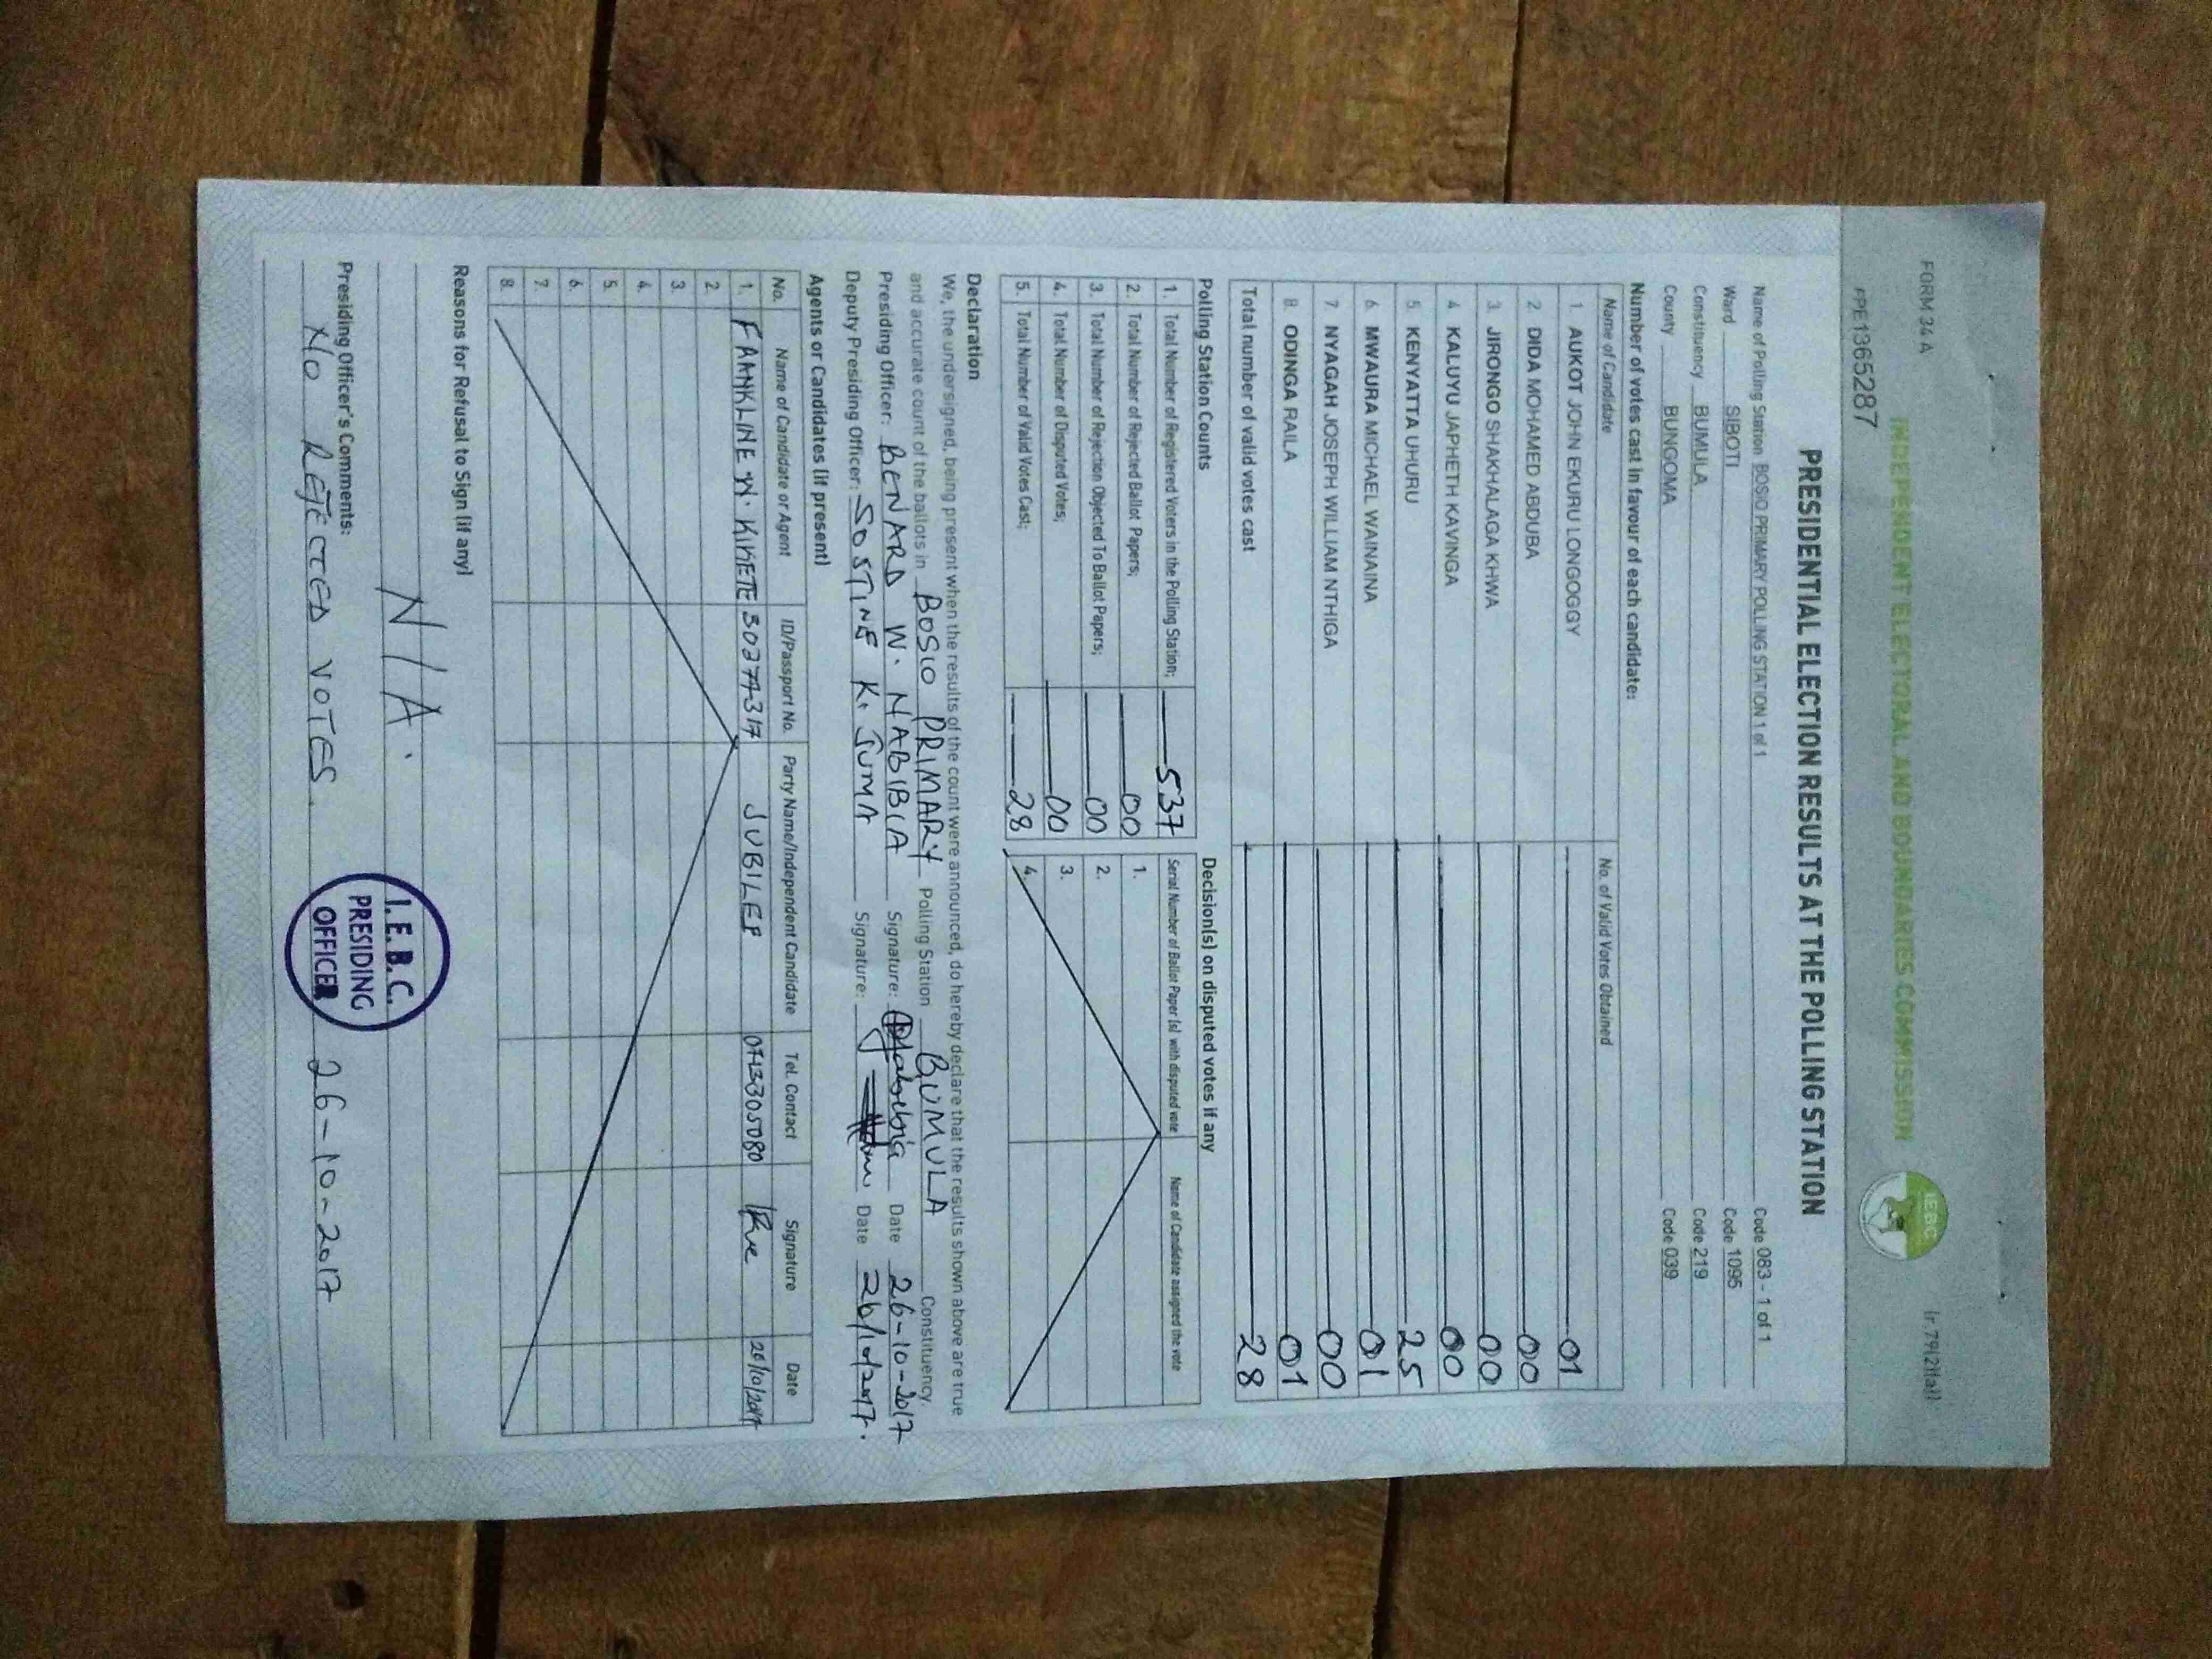 FORM 34 A
INDEPENDENT ELECTORAL AND BOUNDARIES COMMISSION
IEBC
(r 79(2)(a))
PE1365287
PRESIDENTIAL ELECTION RESULTS AT THE POLLING STATION
Name of Polling Station BOSIO PRIMARY POLLING STATION 1 of 1 Code 083 - 1 of 1
Ward SIBOTI Code 1095
Constituency BUMULA Code 219
County BUNGOMA Code 039
Number of votes cast in favour of each candidate:
Name of Candidate No. of Valid Votes Obtained
1. AUKOT JOHN EKURU LONGOGGY 01
2. DIDA MOHAMED ABDUBA 00
3. JIRONGO SHAKHALAGA KHWA 00
4 KALUYU JAPHETH KAVINGA 00
5 KENYATTA UHURU 25
6. MWAURA MICHAEL WAINAINA 01
7. NYAGAH JOSEPH WILLIAM NTHIGA 00
8. ODINGA RAILA 01
Total number of valid votes cast 28
Polling Station Counts
1. Total Number of Registered Voters in the Polling Station; 537
2. Total Number of Rejected Ballot Papers; 00
3. Total Number of Rejection Objected To Ballot Papers; 00
4. Total Number of Disputed Votes; 00
5. Total Number of Valid Votes Cast; 28
Decision(s) on disputed votes if any
Serial Number of Ballot Paper (s) with disputed vote Name of Candidate assigned the vote
1.
2.
3.
4.
Declaration
We, the undersigned, being present when the results of the count were announced, do hereby declare that the results shown above are true
and accurate count of the ballots in BOSIO PRIMARY Polling Station BUMULA Constituency
Presiding Officer: BENARD W. NABIBIA Signature: Date 26-10-2017
Deputy Presiding Officer: SOSTINE K. JUMA Signature: Date 26/10/2017.
Agents or Candidates (if present)
No. Name of Candidate or Agent ID/Passport No. Party Name/Independent Candidate Tel. Contact Signature Date
1. FANKLINE W. KIKETE 30374317 JUBILEE 0713305080 26/10/2017
2.
3.
4.
5.
6.
7.
8.
Reasons for Refusal to Sign (if any)
N/A.
Presiding Officer's Comments:
NO REJECTED VOTES.
I.E.B.C.
PRESIDING
OFFICER
26-10-2017